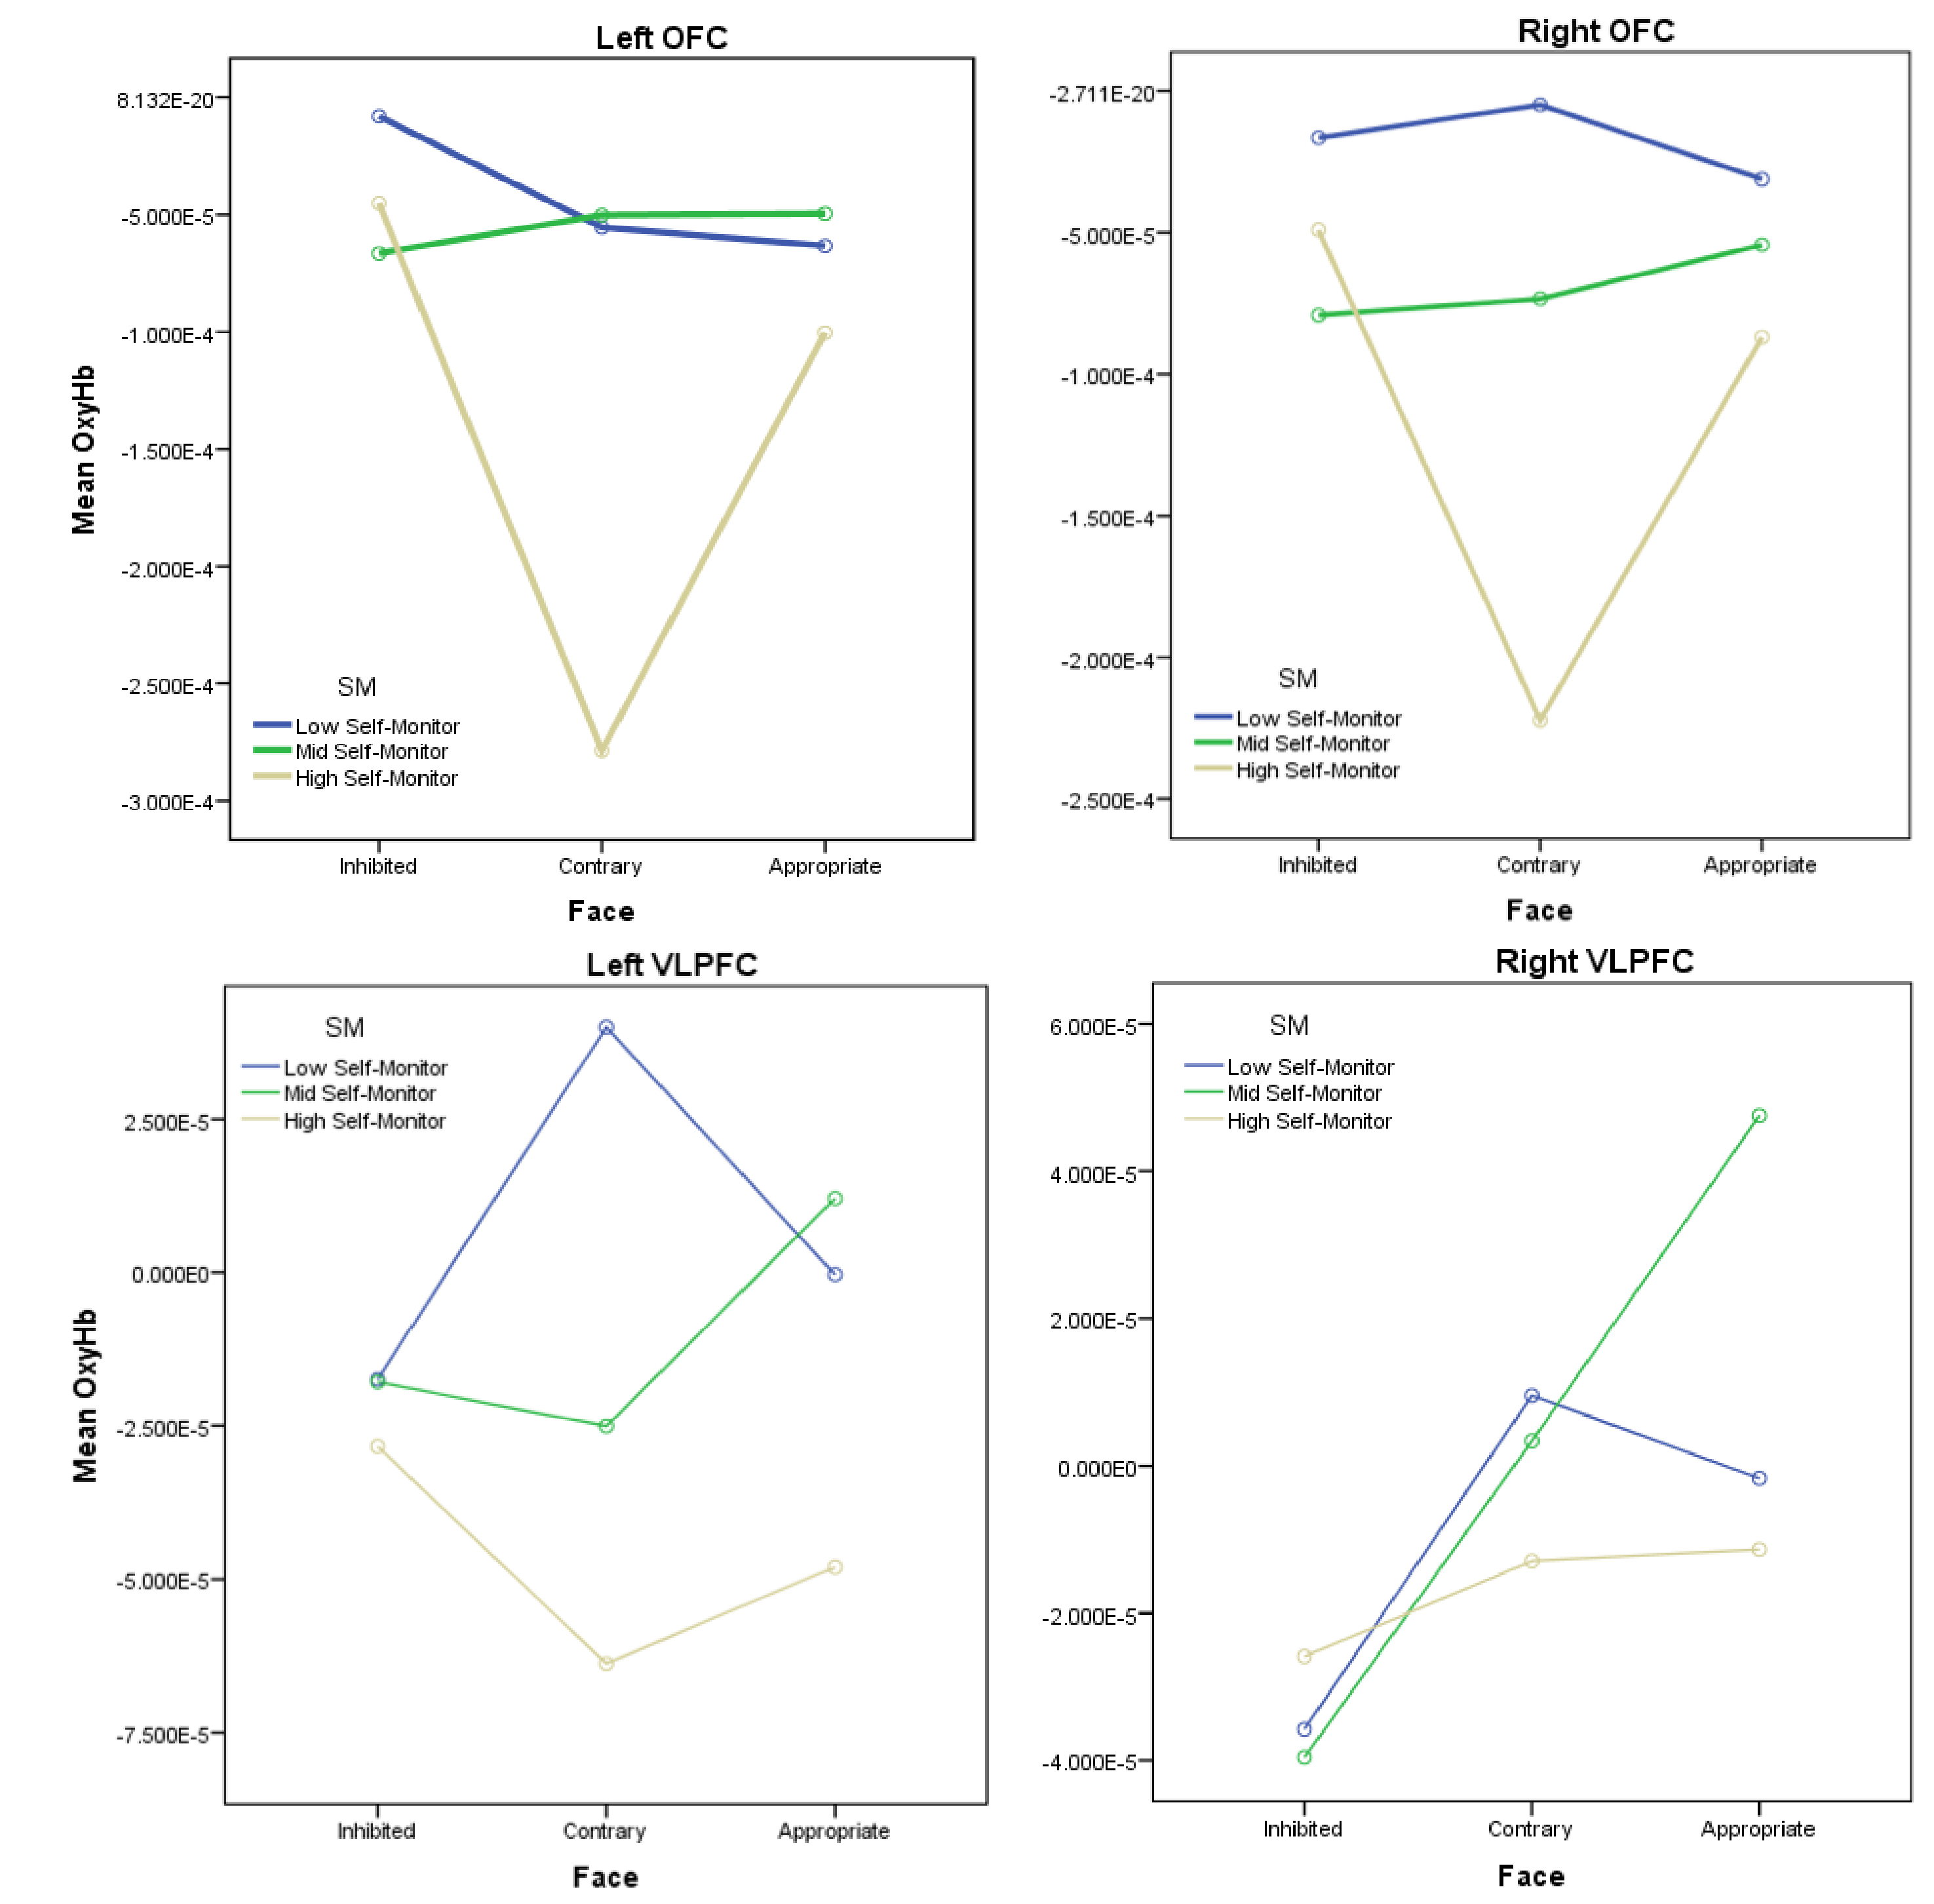 Left OFC
8.132E-20
-5.000E-5
-1.000E-4
-1.500E-4
-2.000E-4
-2.500E-4
-3.000E-4
Mean OxyHb
SM
Low Self-Monitor
Mid Self-Monitor
High Self-Monitor
Inhibited Contrary Appropriate
Face
Right OFC
-2.711E-20
-5.000E-5
-1.000E-4
-1.500E-4
-2.000E-4
-2.500E-4
SM
Low Self-Monitor
Mid Self-Monitor
High Self-Monitor
Inhibited Contrary Appropriate
Face
Left VLPFC
SM
Low Self-Monitor
Mid Self-Monitor
High Self-Monitor
2.500E-5
0.000E0
-2.500E-5
-5.000E-5
-7.500E-5
Mean OxyHb
Inhibited Contrary Appropriate
Face
Right VLPFC
SM
Low Self-Monitor
Mid Self-Monitor
High Self-Monitor
6.000E-5
4.000E-5
2.000E-5
0.000E0
-2.000E-5
-4.000E-5
Inhibited Contrary Appropriate
Face